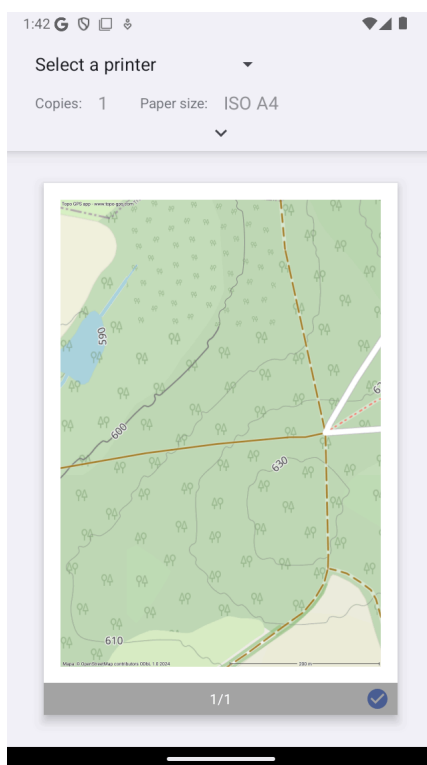 1:42
Select a printer
Copies: 1 Paper size: ISO A4
Topo GPS app - www.topo-gps.com
590
600
630
610
Maps: © OpenStreetMap contributors ODbL 1.0 2024
200 m
1/1